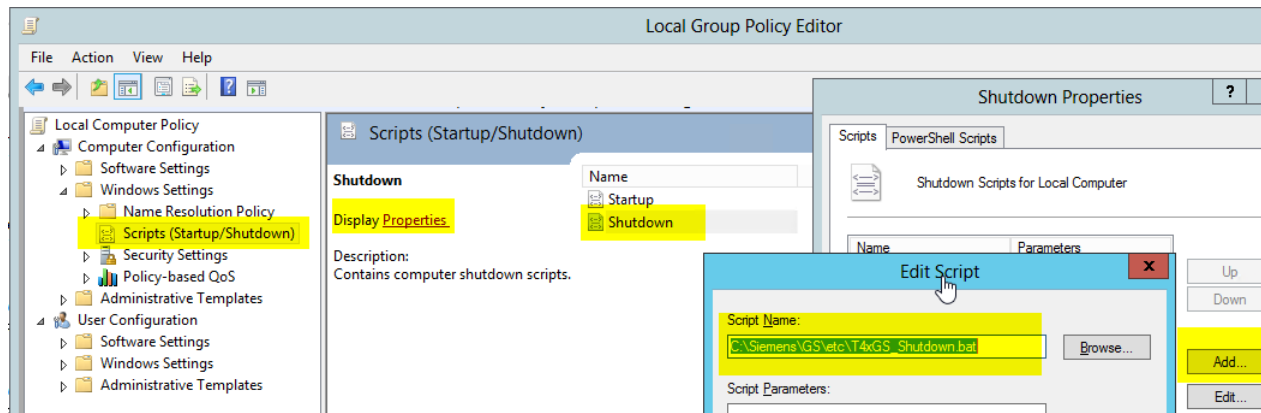 Local Group Policy Editor
File Action View Help
Local Computer Policy
Computer Configuration
Software Settings
Windows Settings
Name Resolution Policy
Scripts (Startup/Shutdown)
Security Settings
Policy-based QoS
Administrative Templates
User Configuration
Software Settings
Windows Settings
Administrative Templates
Scripts (Startup/Shutdown)
Shutdown
Display Properties
Description:
Contains computer shutdown scripts.
Name
Startup
Shutdown
Shutdown Properties
?
Scripts PowerShell Scripts
Shutdown Scripts for Local Computer
Name Parameters
Up
Down
Add...
Edit...
Edit Script
x
Script Name:
C:\Siemens\GS\etc\T4xGS_Shutdown.bat
Browse...
Script Parameters: